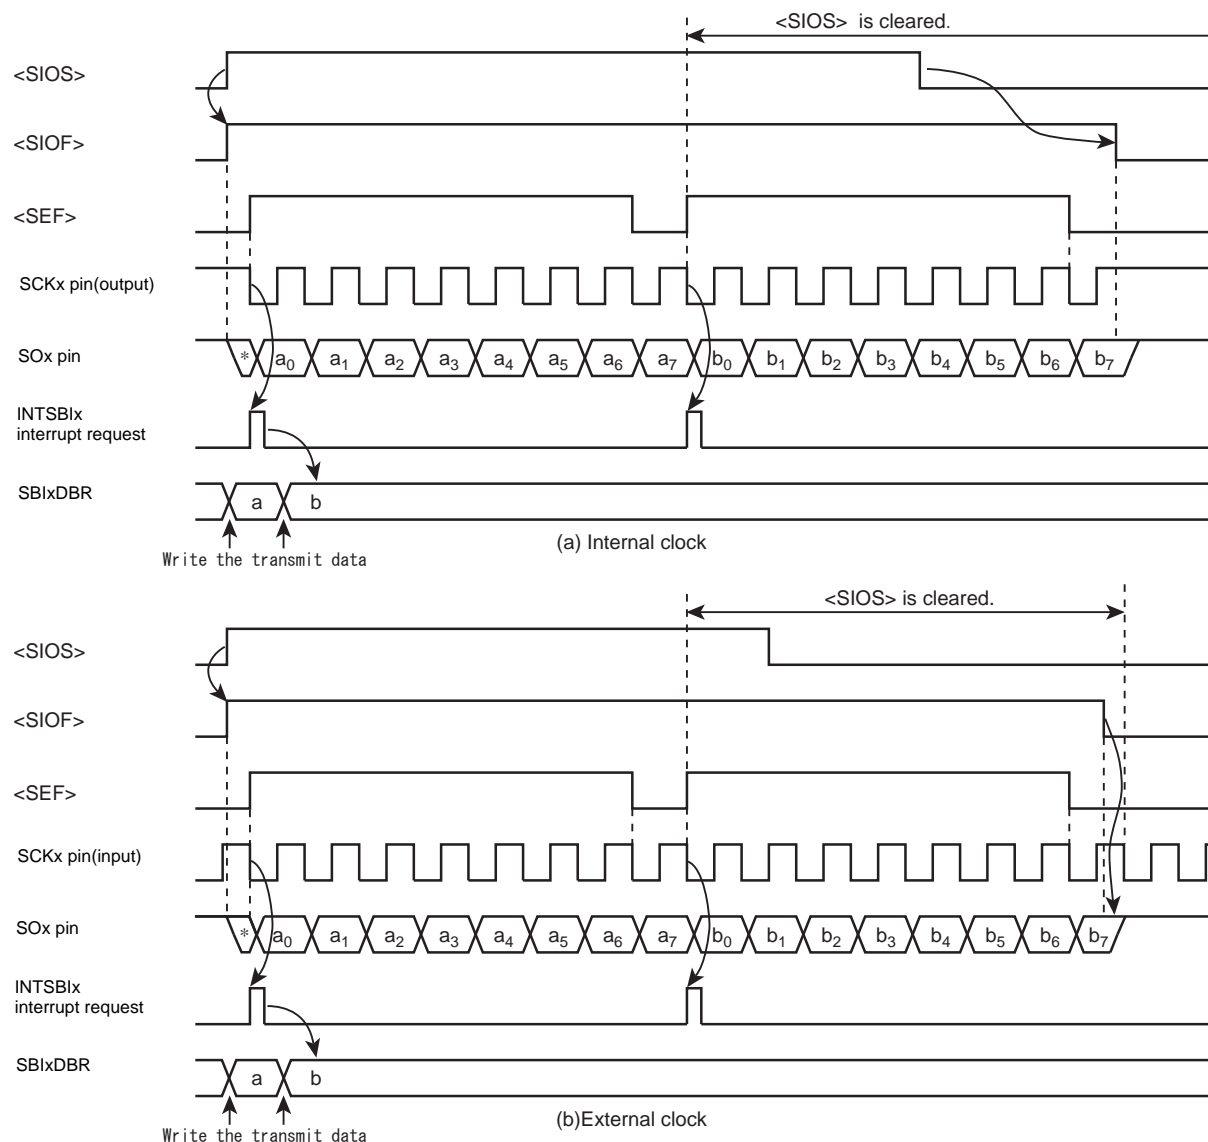 <SIOS> is cleared.
<SIOS>
<SIOF>
<SEF>
SCKx pin(output)
SOx pin
* a0 a1 a2 a3 a4 a5 a6 a7 b0 b1 b2 b3 b4 b5 b6 b7
INTSBIx
interrupt request
SBIxDBR
a b
(a) Internal clock
Write the transmit data
<SIOS> is cleared.
<SIOS>
<SIOF>
<SEF>
SCKx pin(input)
SOx pin
* a0 a1 a2 a3 a4 a5 a6 a7 b0 b1 b2 b3 b4 b5 b6 b7
INTSBIx
interrupt request
SBIxDBR
a b
(b)External clock
Write the transmit data